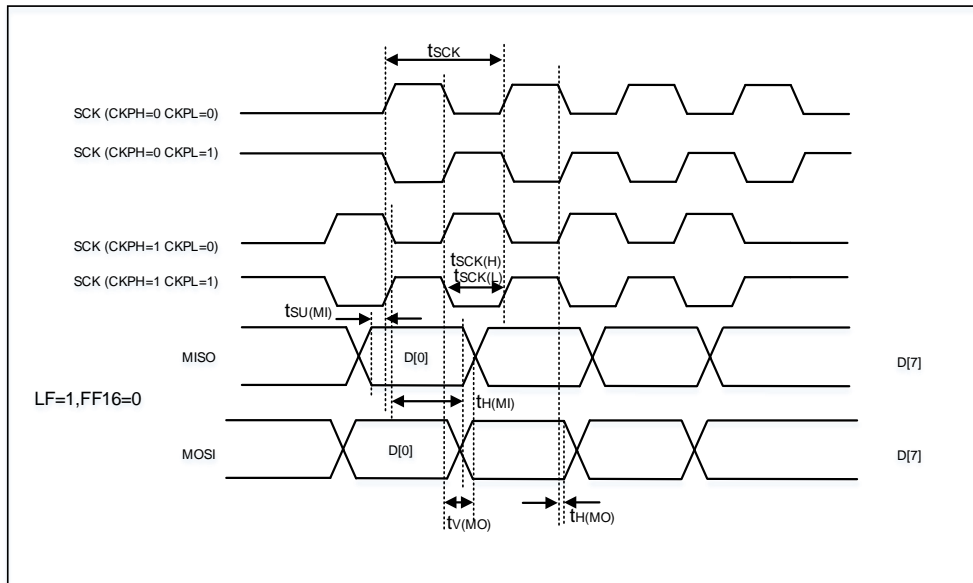 tSCK
SCK (CKPH=0 CKPL=0)
SCK (CKPH=0 CKPL=1)
SCK (CKPH=1 CKPL=0)
tSCK(H)
SCK (CKPH=1 CKPL=1)
tSCK(L)
tSU(MI)
MISO
D[0]
D[7]
LF=1,FF16=0
tH(MI)
MOSI
D[0]
D[7]
tV(MO)
tH(MO)